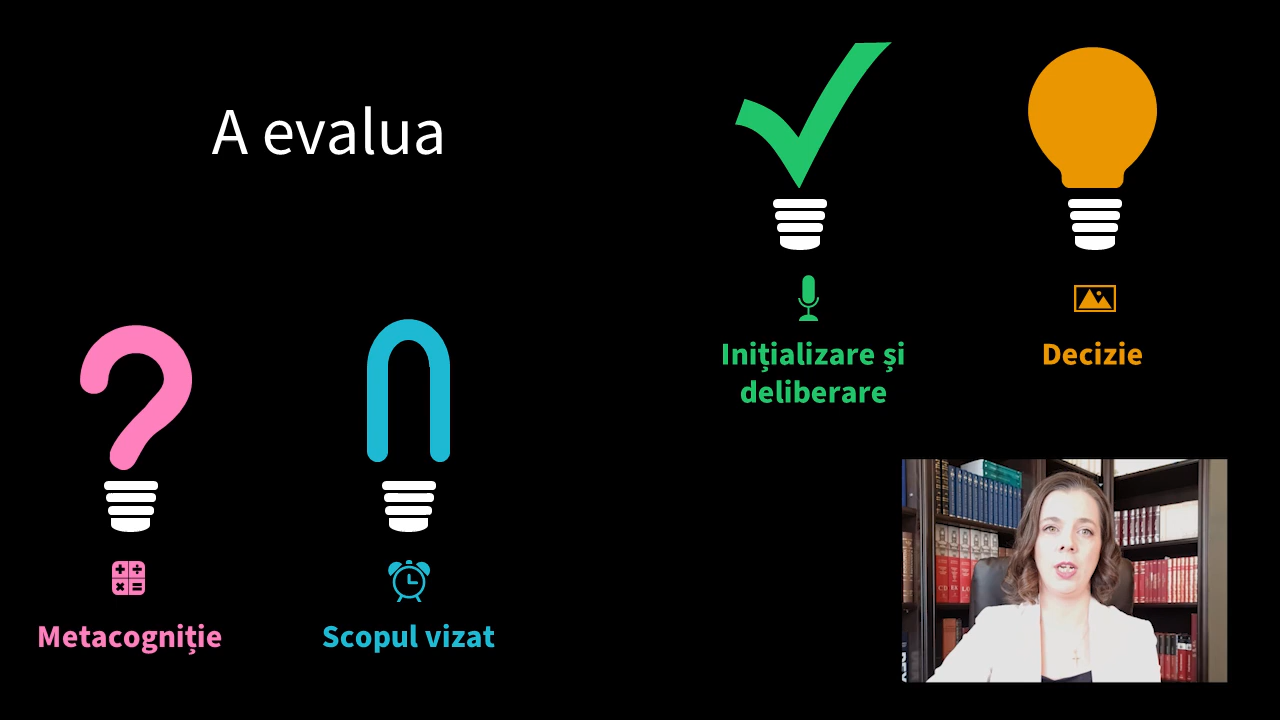 A evalua
Inițializare și
deliberare
Decizie
Metacogniție
Scopul vizat